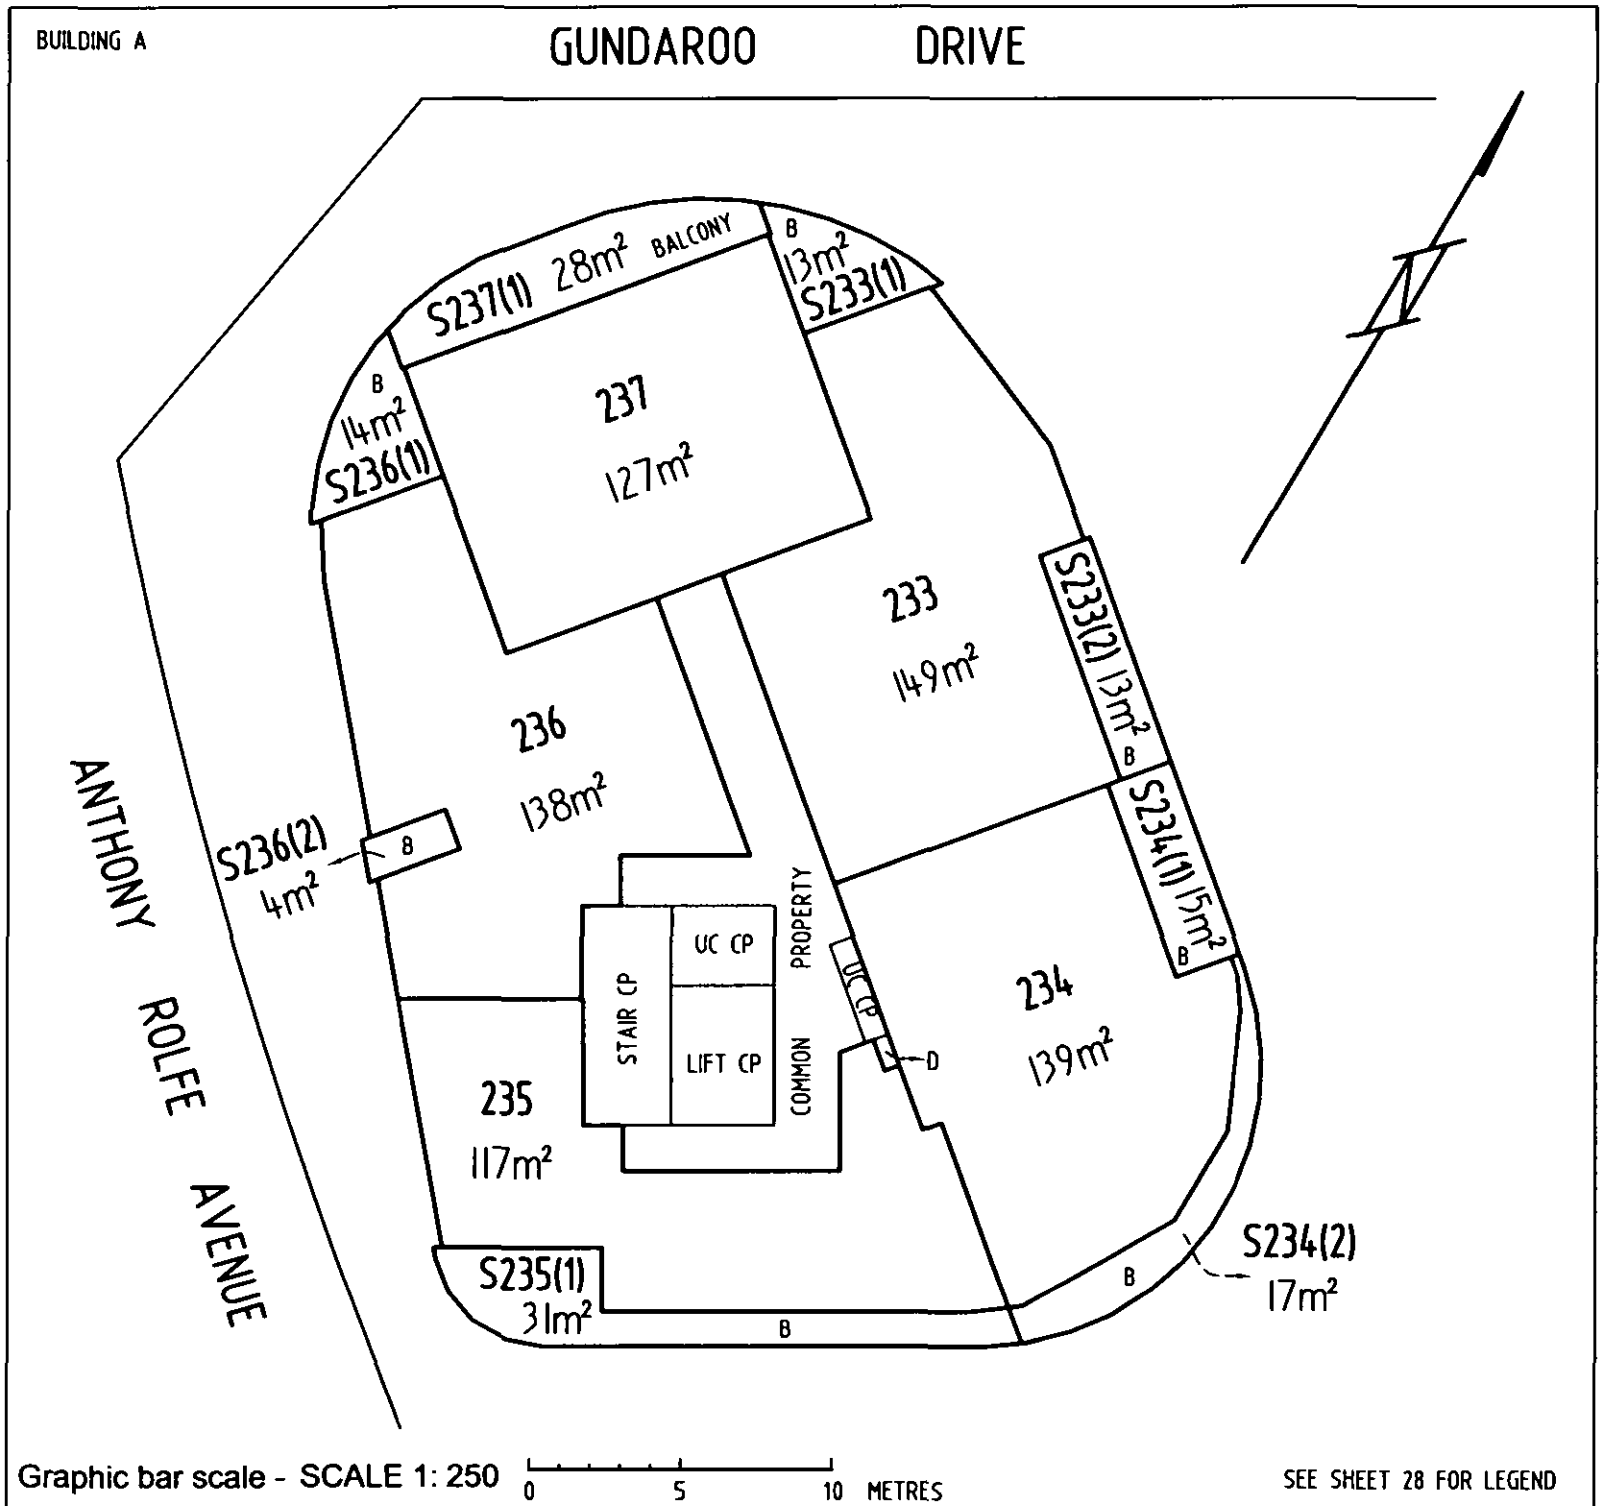 BUILDING A
GUNDAROO DRIVE
S237(1) 28m² BALCONY
B
13m²
S233(1)
B
14m²
S236(1)
237
127m²
233
149m²
S233(2) 13m²
B
236
138m²
S236(2)
4m²
B
S234(1) 15m²
B
ANTHONY ROLFE AVENUE
STAIR CP
UC CP
LIFT CP
COMMON PROPERTY
UC CP
D
234
139m²
235
117m²
S235(1)
31m²
B
B
S234(2)
17m²
Graphic bar scale - SCALE 1: 250
0 5 10 METRES
SEE SHEET 28 FOR LEGEND